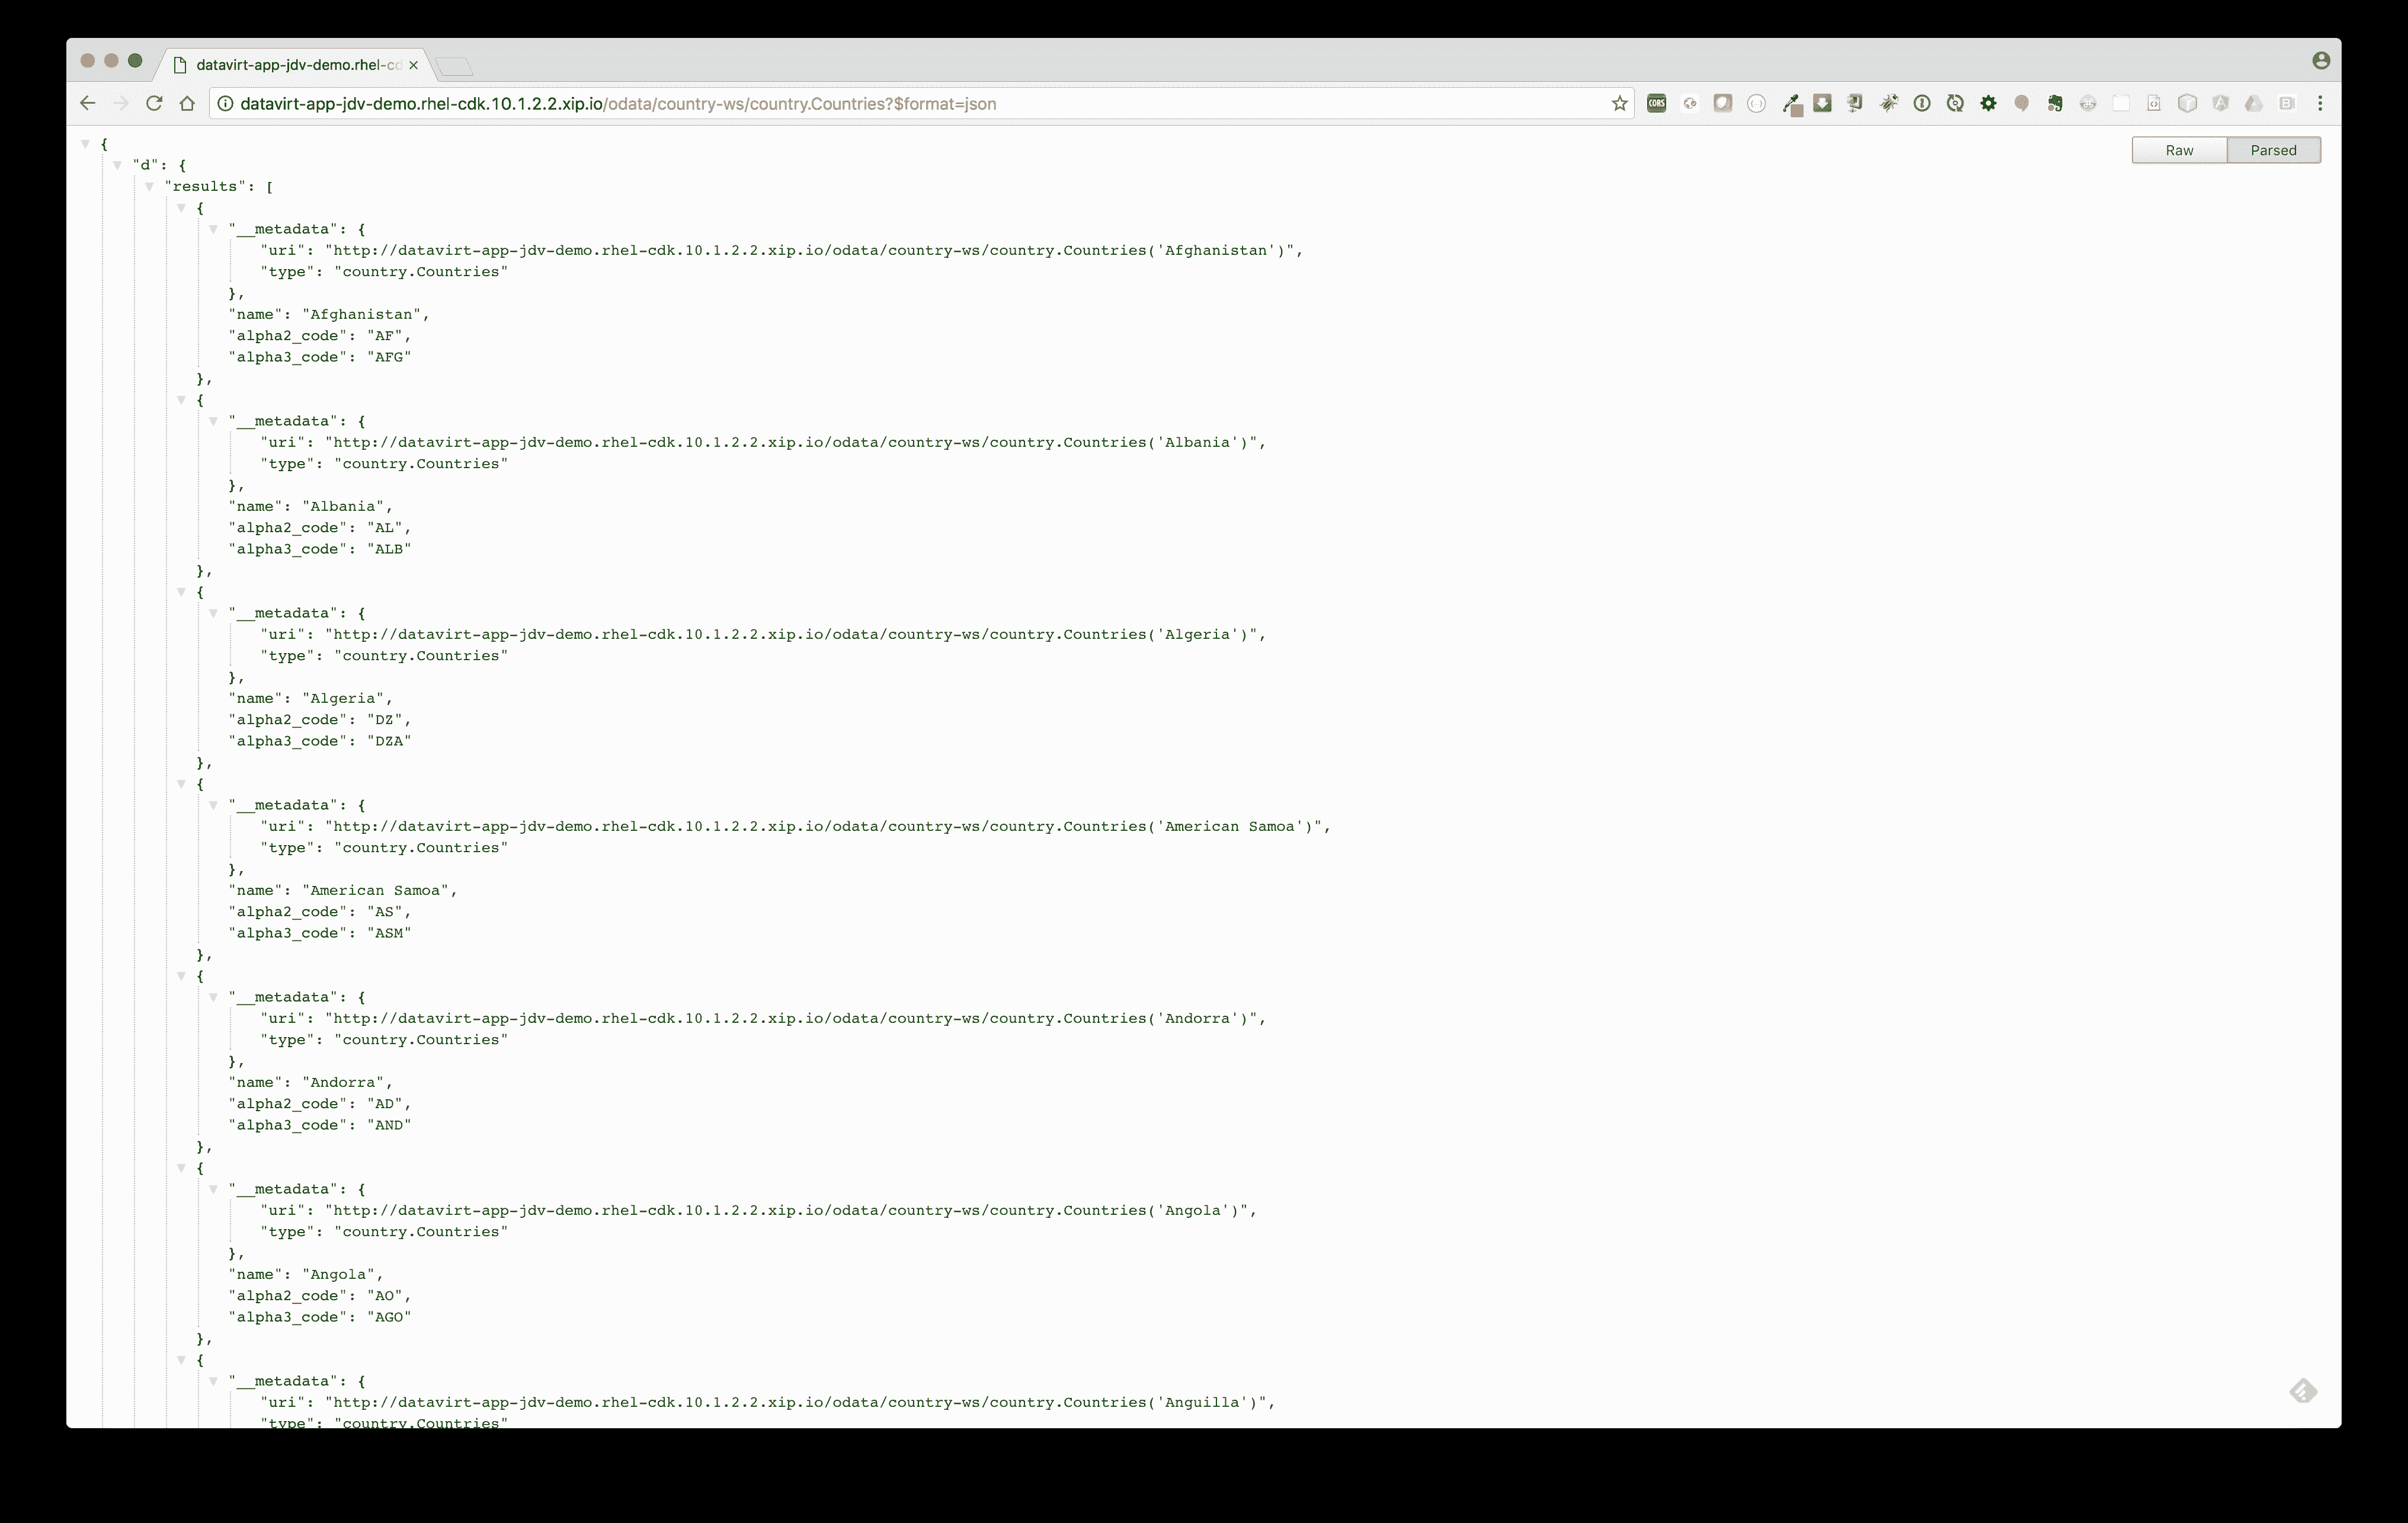 datavirt-app-jdv-demo.rhel-cd
datavirt-app-jdv-demo.rhel-cdk.10.1.2.2.xip.io/odata/country-ws/country.Countries?$format=json
CORS
Raw Parsed
{
"d": {
"results": [
{
"__metadata": {
"uri": "http://datavirt-app-jdv-demo.rhel-cdk.10.1.2.2.xip.io/odata/country-ws/country.Countries('Afghanistan')",
"type": "country.Countries"
},
"name": "Afghanistan",
"alpha2_code": "AF",
"alpha3_code": "AFG"
},
{
"__metadata": {
"uri": "http://datavirt-app-jdv-demo.rhel-cdk.10.1.2.2.xip.io/odata/country-ws/country.Countries('Albania')",
"type": "country.Countries"
},
"name": "Albania",
"alpha2_code": "AL",
"alpha3_code": "ALB"
},
{
"__metadata": {
"uri": "http://datavirt-app-jdv-demo.rhel-cdk.10.1.2.2.xip.io/odata/country-ws/country.Countries('Algeria')",
"type": "country.Countries"
},
"name": "Algeria",
"alpha2_code": "DZ",
"alpha3_code": "DZA"
},
{
"__metadata": {
"uri": "http://datavirt-app-jdv-demo.rhel-cdk.10.1.2.2.xip.io/odata/country-ws/country.Countries('American Samoa')",
"type": "country.Countries"
},
"name": "American Samoa",
"alpha2_code": "AS",
"alpha3_code": "ASM"
},
{
"__metadata": {
"uri": "http://datavirt-app-jdv-demo.rhel-cdk.10.1.2.2.xip.io/odata/country-ws/country.Countries('Andorra')",
"type": "country.Countries"
},
"name": "Andorra",
"alpha2_code": "AD",
"alpha3_code": "AND"
},
{
"__metadata": {
"uri": "http://datavirt-app-jdv-demo.rhel-cdk.10.1.2.2.xip.io/odata/country-ws/country.Countries('Angola')",
"type": "country.Countries"
},
"name": "Angola",
"alpha2_code": "AO",
"alpha3_code": "AGO"
},
{
"__metadata": {
"uri": "http://datavirt-app-jdv-demo.rhel-cdk.10.1.2.2.xip.io/odata/country-ws/country.Countries('Anguilla')",
"type": "country.Countries"